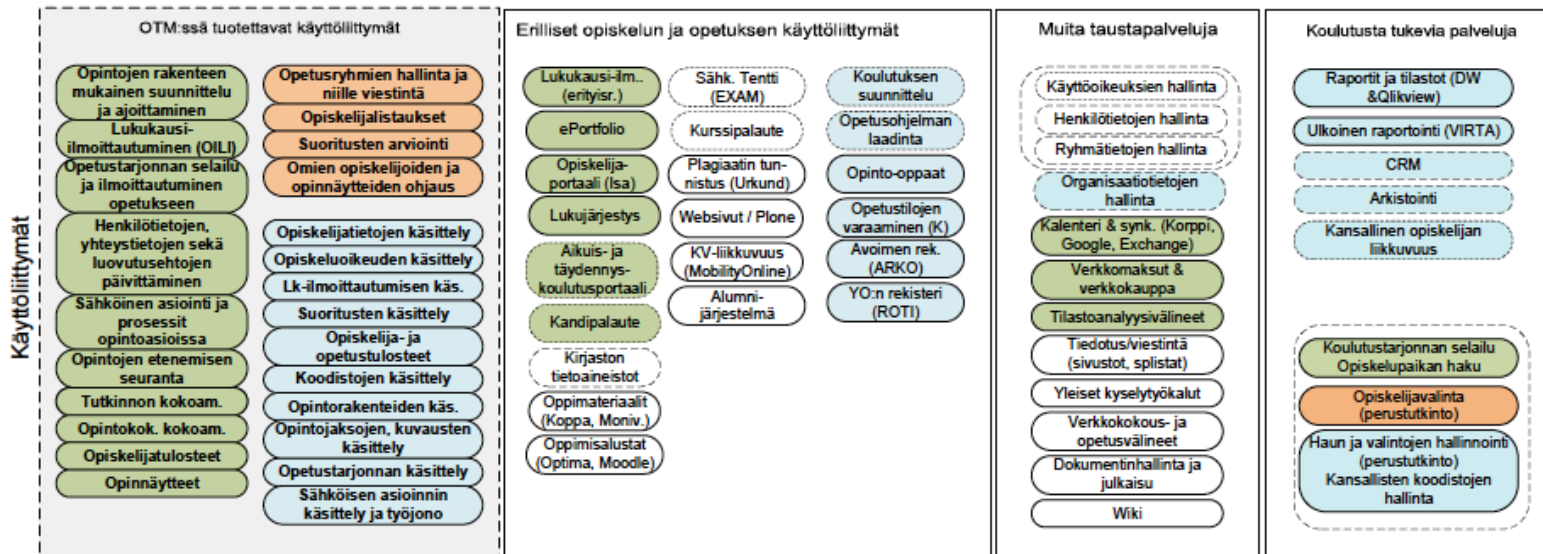 Käyttöliittymät
OTM:ssä tuotettavat käyttöliittymät
Opintojen rakenteen
mukainen suunnittelu
ja ajoittaminen
Lukukausi-
ilmoittautuminen (OILI)
Opetustarjonnan selailu
ja ilmoittautuminen
opetukseen
Henkilötietojen,
yhteystietojen sekä
luovutusehtojen
päivittäminen
Sähköinen asiointi ja
prosessit
opintoasioissa
Opintojen etenemisen
seuranta
Tutkinnon kokoam.
Opintokok. kokoam.
Opiskelijatulosteet
Opinnäytteet
Opetusryhmien hallinta ja
niille viestintä
Opiskelijalistaukset
Suoritusten arviointi
Omien opiskelijoiden ja
opinnäytteiden ohjaus
Opiskelijatietojen käsittely
Opiskeluoikeuden käsittely
Lk-ilmoittautumisen käs.
Suoritusten käsittely
Opiskelija- ja
opetustulosteet
Koodistojen käsittely
Opintorakenteiden käs.
Opintojaksojen, kuvausten
käsittely
Opetustarjonnan käsittely
Sähköisen asioinnin
käsittely ja työjono
Erilliset opiskelun ja opetuksen käyttöliittymät
Lukukausi-ilm..
(erityisr.)
ePortfolio
Opiskelija-
portaali (Isa)
Lukujärjestys
Aikuis- ja
täydennys-
koulutusportaali
Kandipalaute
Kirjaston
tietoaineistot
Oppimateriaalit
(Koppa, Moniv.)
Oppimisalustat
(Optima, Moodle)
Sähk. Tentti
(EXAM)
Kurssipalaute
Plagiaatin tun-
nistus (Urkund)
Websivut / Plone
KV-liikkuvuus
(MobilityOnline)
Alumni-
järjestelmä
Koulutuksen
suunnittelu
Opetusohjelman
laadinta
Opinto-oppaat
Opetustilojen
varaaminen (K)
Avoimen rek.
(ARKO)
YO:n rekisteri
(ROTI)
Muita taustapalveluja
Käyttöoikeuksien hallinta
Henkilötietojen hallinta
Ryhmätietojen hallinta
Organisaatiotietojen
hallinta
Kalenteri & synk. (Korppi,
Google, Exchange)
Verkkomaksut &
verkkokauppa
Tilastoanalyysivälineet
Tiedotus/viestintä
(sivustot, splistat)
Yleiset kyselytyökalut
Verkkokokous- ja
opetusvälineet
Dokumentinhallinta ja
julkaisu
Wiki
Koulutusta tukevia palveluja
Raportit ja tilastot (DW
&Qlikview)
Ulkoinen raportointi (VIRTA)
CRM
Arkistointi
Kansallinen opiskelijan
liikkuvuus
Koulutustarjonnan selailu
Opiskelupaikan haku
Opiskelijavalinta
(perustutkinto)
Haun ja valintojen hallinnointi
(perustutkinto)
Kansallisten koodistojen
hallinta